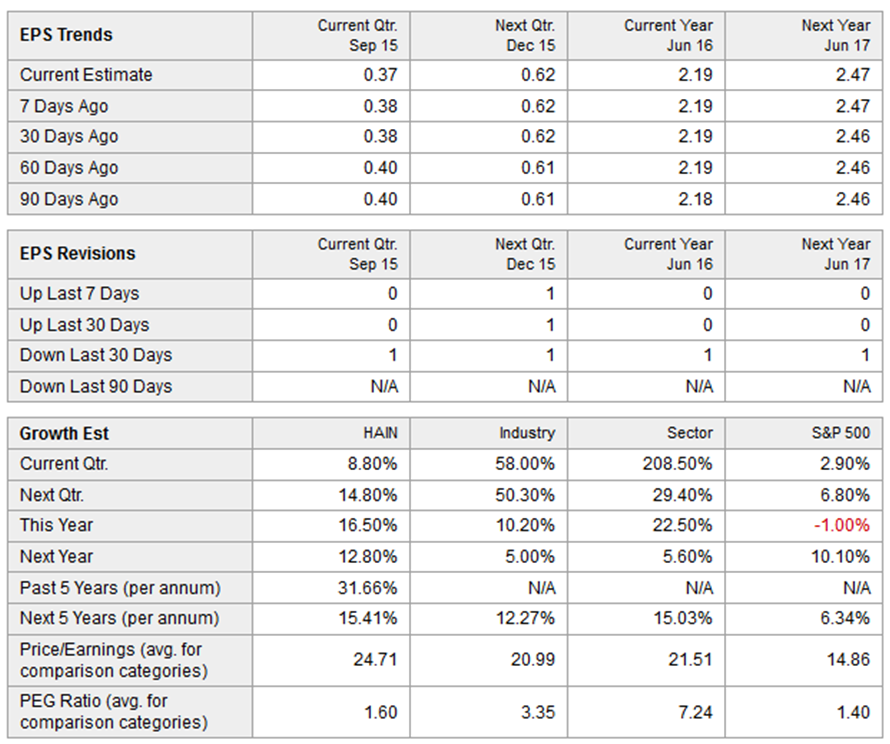 EPS Trends Current Qtr. Sep 15 Next Qtr. Dec 15 Current Year Jun 16 Next Year Jun 17
Current Estimate 0.37 0.62 2.19 2.47
7 Days Ago 0.38 0.62 2.19 2.47
30 Days Ago 0.38 0.62 2.19 2.46
60 Days Ago 0.40 0.61 2.19 2.46
90 Days Ago 0.40 0.61 2.18 2.46
EPS Revisions Current Qtr. Sep 15 Next Qtr. Dec 15 Current Year Jun 16 Next Year Jun 17
Up Last 7 Days 0 1 0 0
Up Last 30 Days 0 1 0 0
Down Last 30 Days 1 1 1 1
Down Last 90 Days N/A N/A N/A N/A
Growth Est HAIN Industry Sector S&P 500
Current Qtr. 8.80% 58.00% 208.50% 2.90%
Next Qtr. 14.80% 50.30% 29.40% 6.80%
This Year 16.50% 10.20% 22.50% -1.00%
Next Year 12.80% 5.00% 5.60% 10.10%
Past 5 Years (per annum) 31.66% N/A N/A N/A
Next 5 Years (per annum) 15.41% 12.27% 15.03% 6.34%
Price/Earnings (avg. for comparison categories) 24.71 20.99 21.51 14.86
PEG Ratio (avg. for comparison categories) 1.60 3.35 7.24 1.40